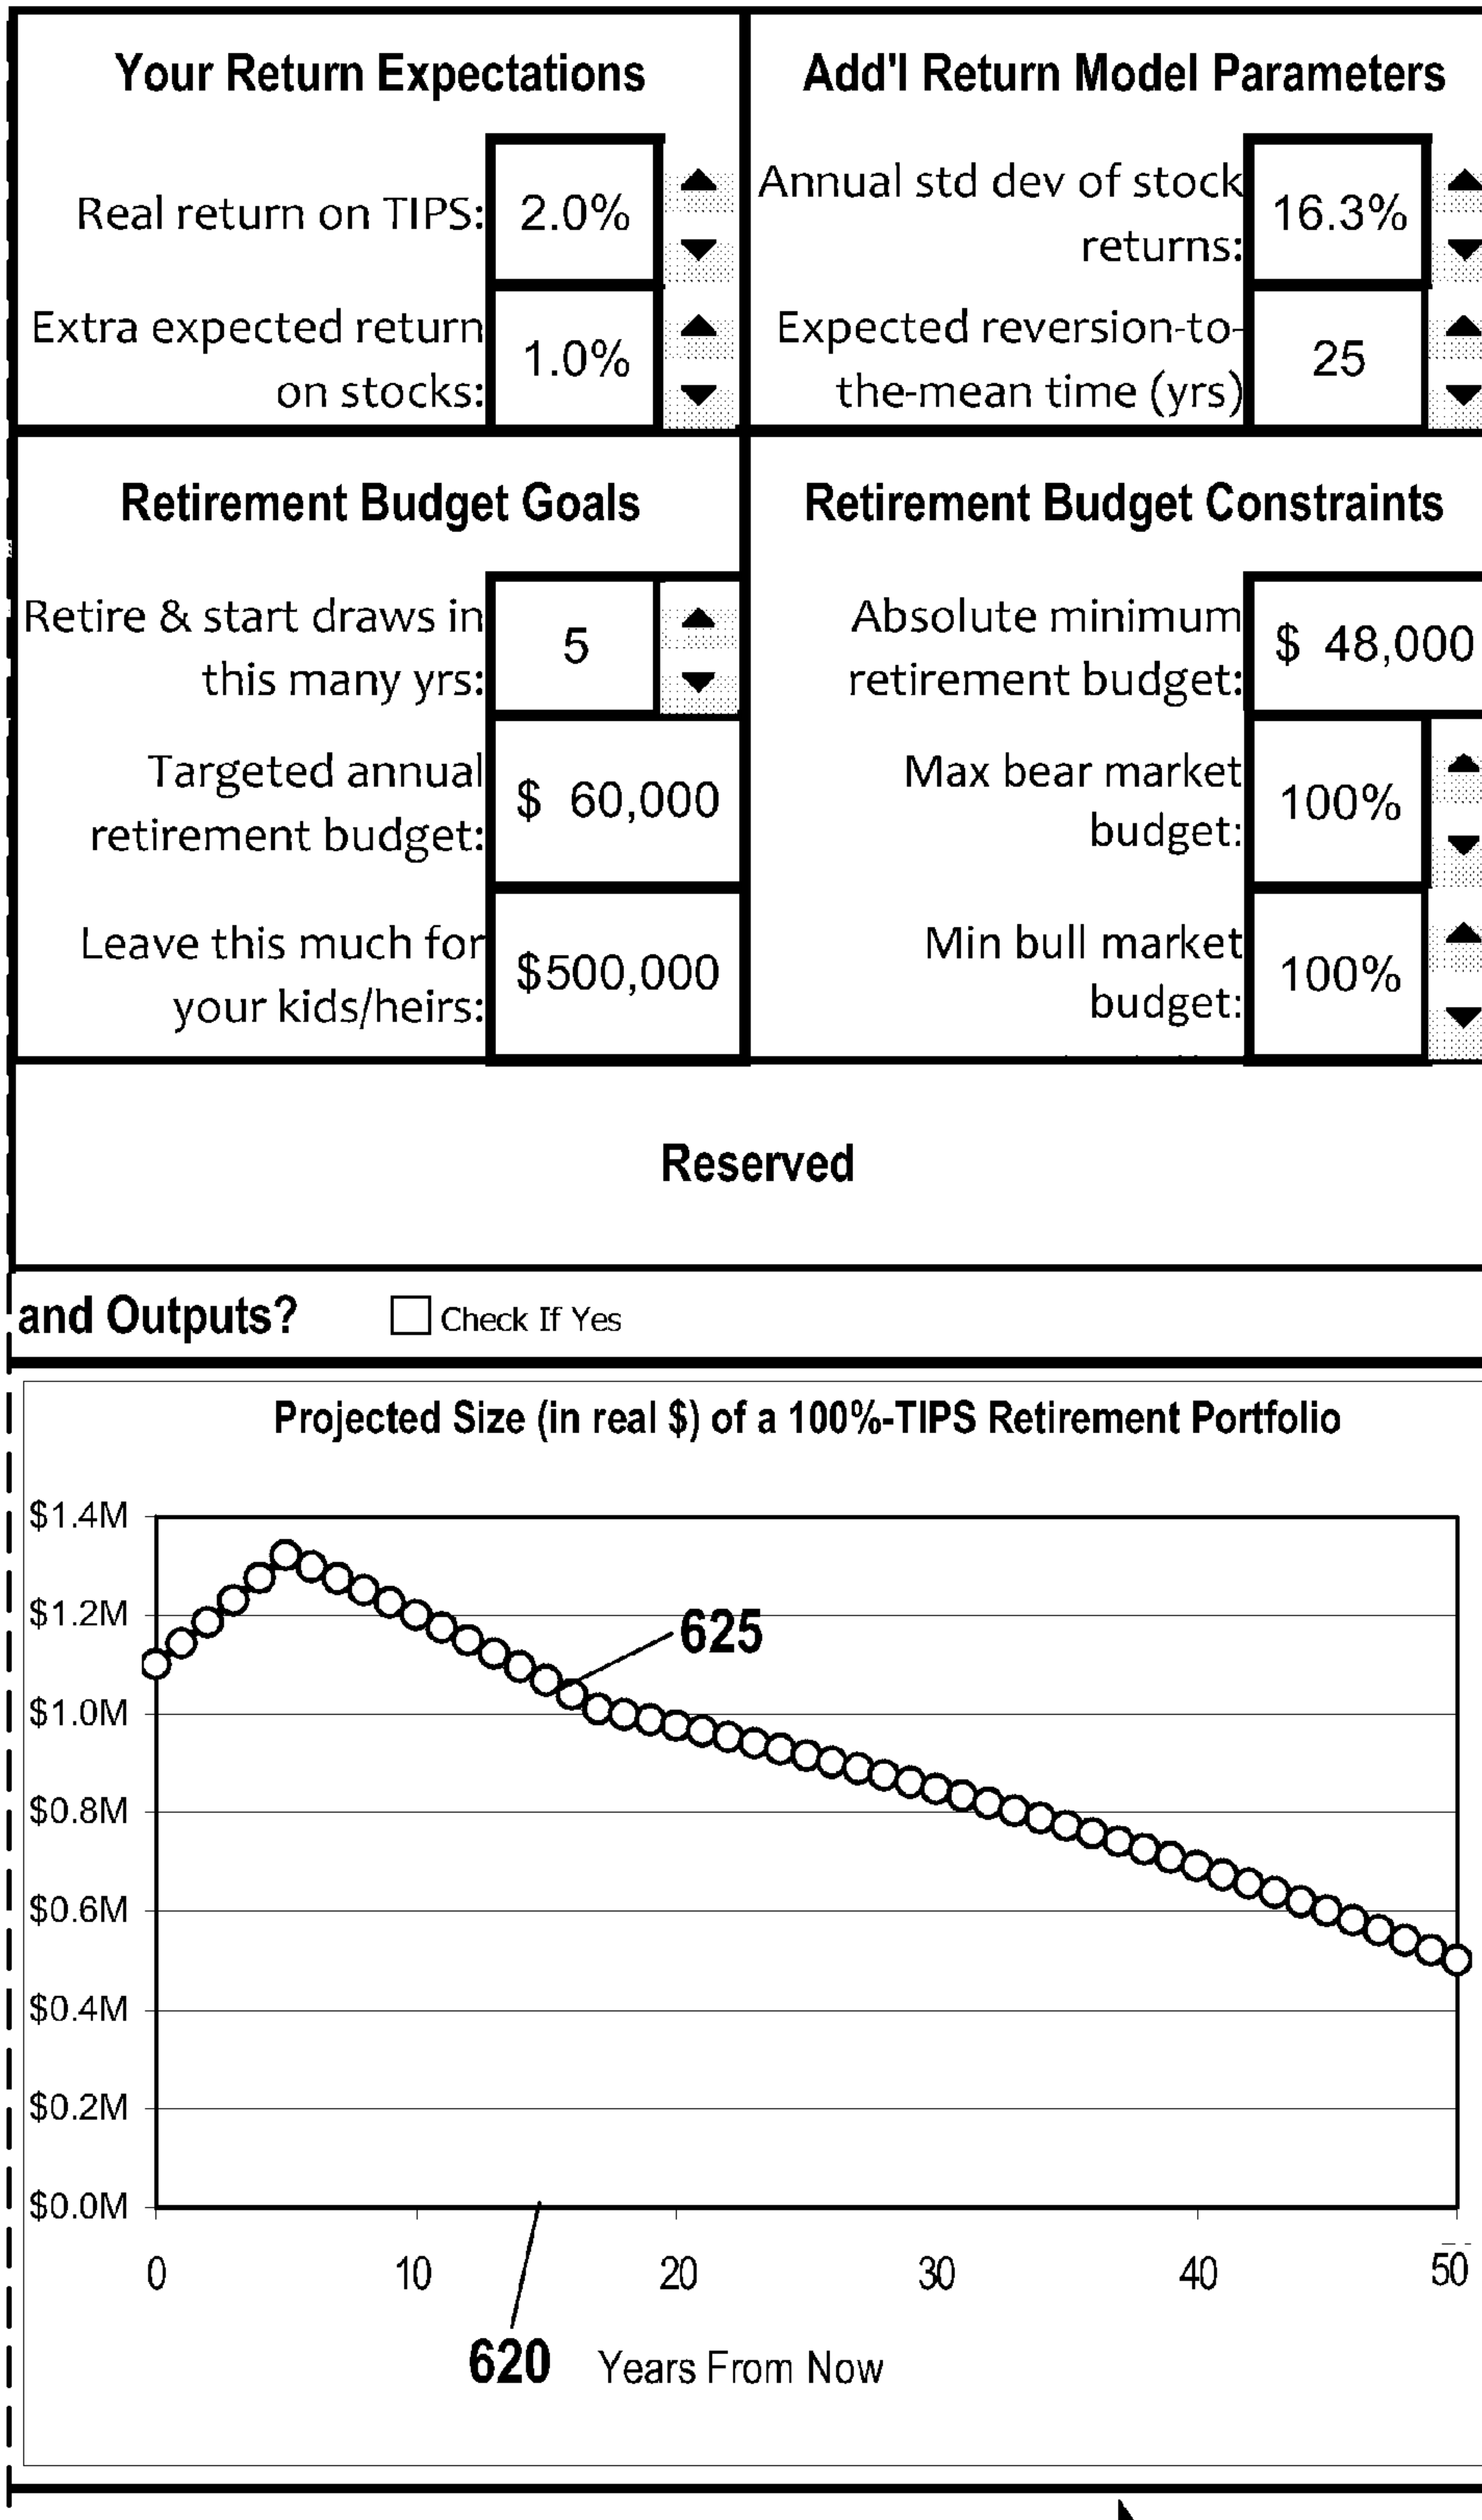 Your Return Expectations
Real return on TIPS: 2.0%
Extra expected return
on stocks: 1.0%
Add'l Return Model Parameters
Annual std dev of stock
returns: 16.3%
Expected reversion-to-
the-mean time (yrs) 25
Retirement Budget Goals
Retire & start draws in
this many yrs: 5
Targeted annual
retirement budget: $ 60,000
Leave this much for
your kids/heirs: $500,000
Retirement Budget Constraints
Absolute minimum
retirement budget: $ 48,000
Max bear market
budget: 100%
Min bull market
budget: 100%
Reserved
and Outputs? Check If Yes
Projected Size (in real $) of a 100%-TIPS Retirement Portfolio
$1.4M
$1.2M
625
$1.0M
$0.8M
$0.6M
$0.4M
$0.2M
$0.0M
0 10 20 30 40 50
620 Years From Now